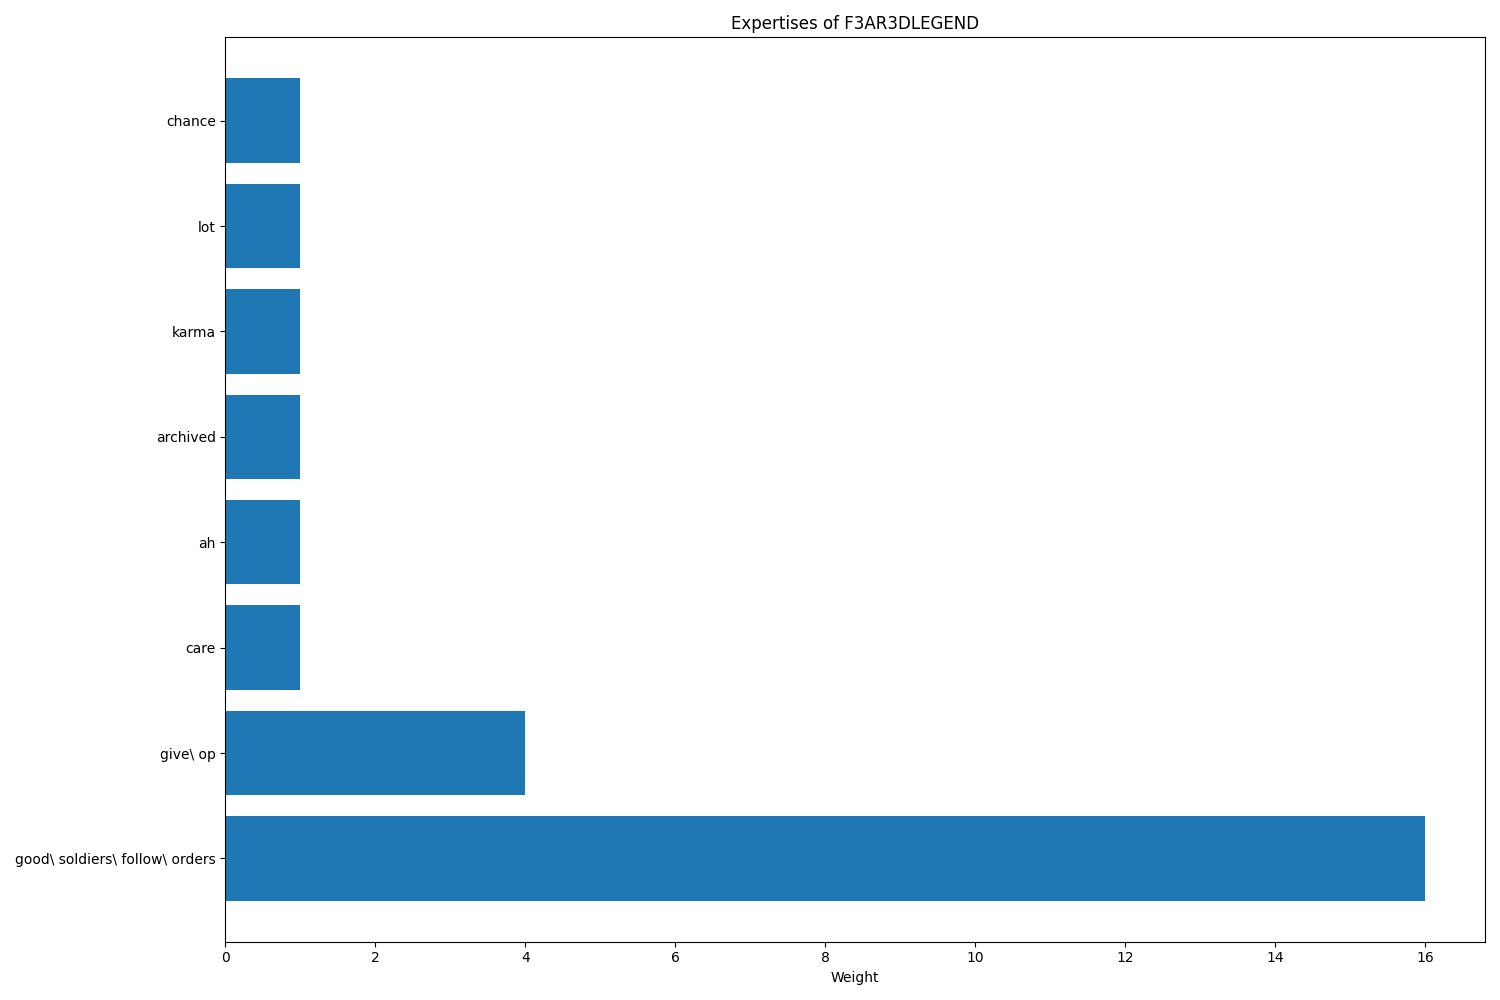 Expertises of F3AR3DLEGEND
chance
lot
karma
archived
ah
care
give\ op
good\ soldiers\ follow\ orders
0 2 4 6 8 10 12 14 16
Weight